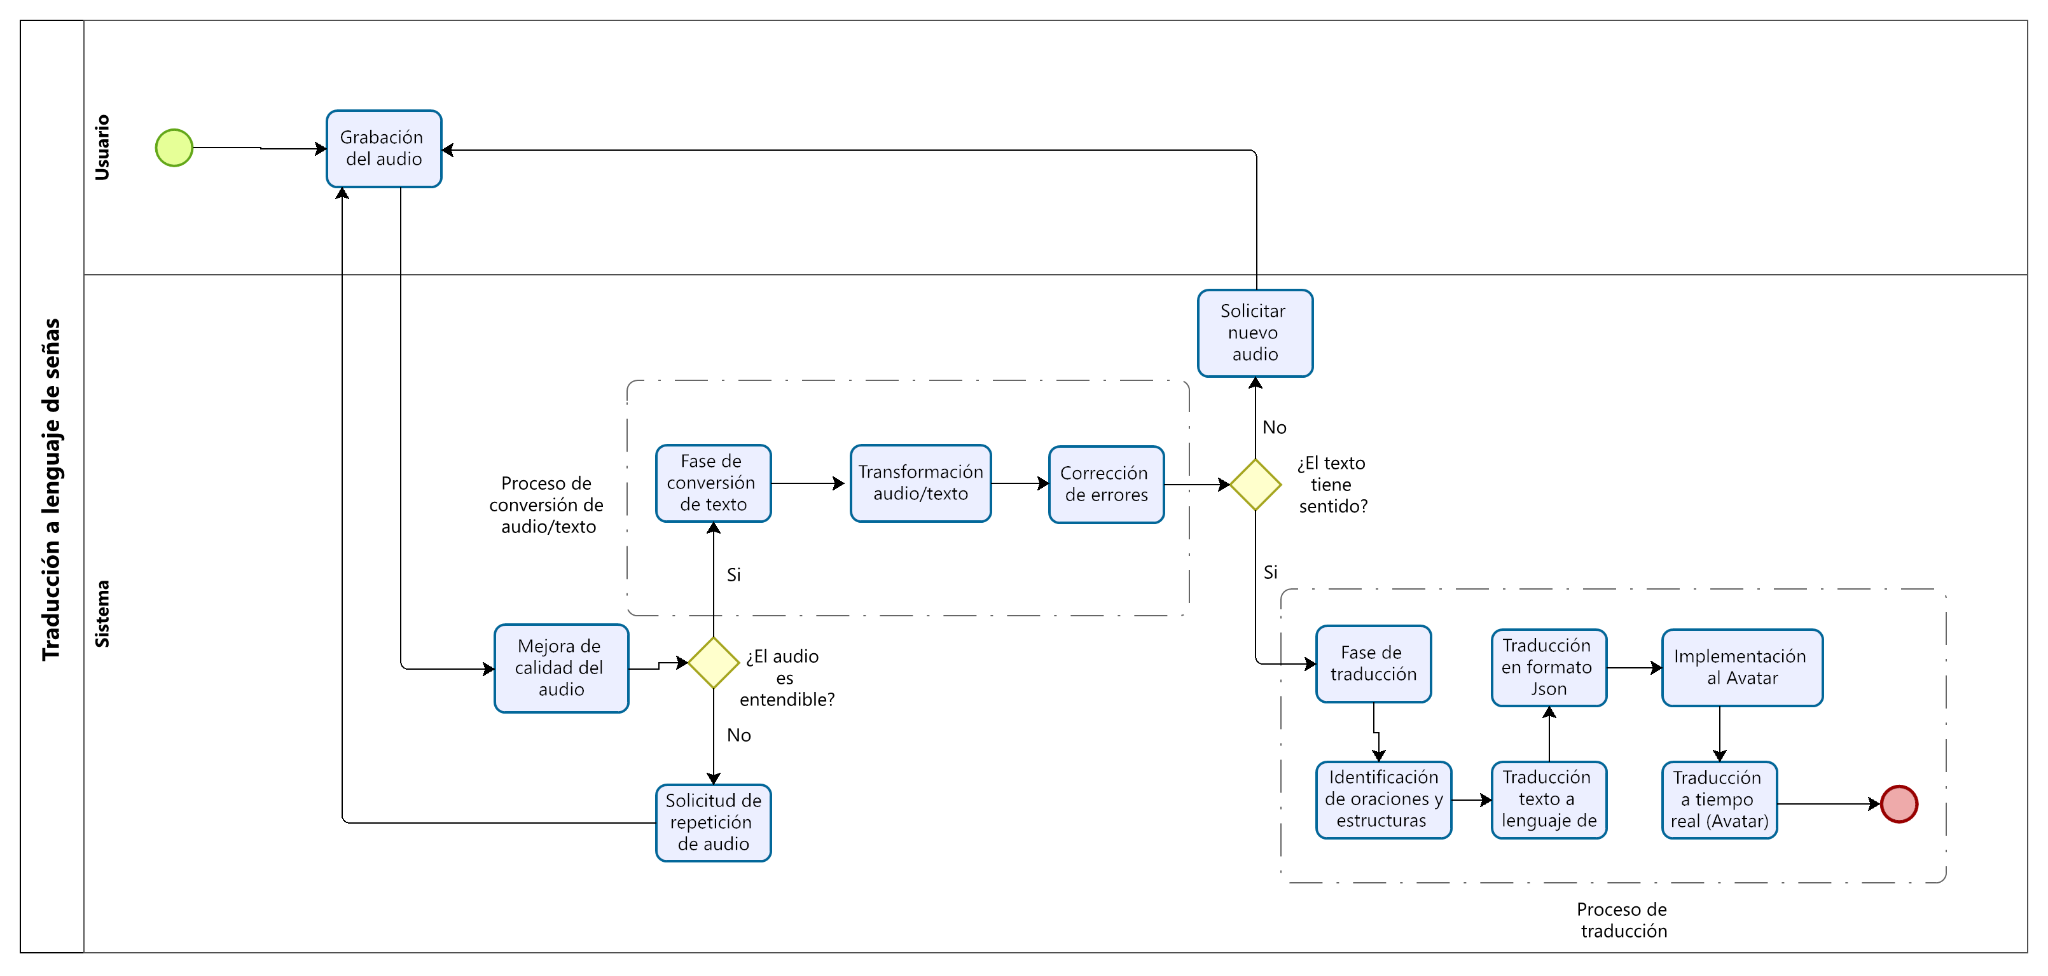 Traducción a lenguaje de señas
Usuario
Grabación
del audio
Sistema
Solicitar
nuevo
audio
No
¿El texto
tiene
sentido?
Si
Proceso de
conversión de
audio/texto
Fase de
conversión
de texto
Transformación
audio/texto
Corrección
de errores
Si
Mejora de
calidad del
audio
¿El audio
es
entendible?
No
Solicitud de
repetición
de audio
Fase de
traducción
Traducción
en formato
Json
Implementación
al Avatar
Identificación
de oraciones y
estructuras
Traducción
texto a
lenguaje de
Traducción
a tiempo
real (Avatar)
Proceso de
traducción